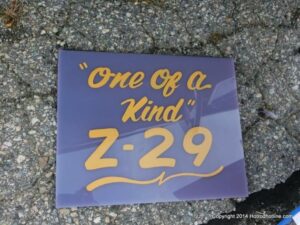 "One of a
Kind"
Z-29
Copyright 2014 Hotrodhotline.com